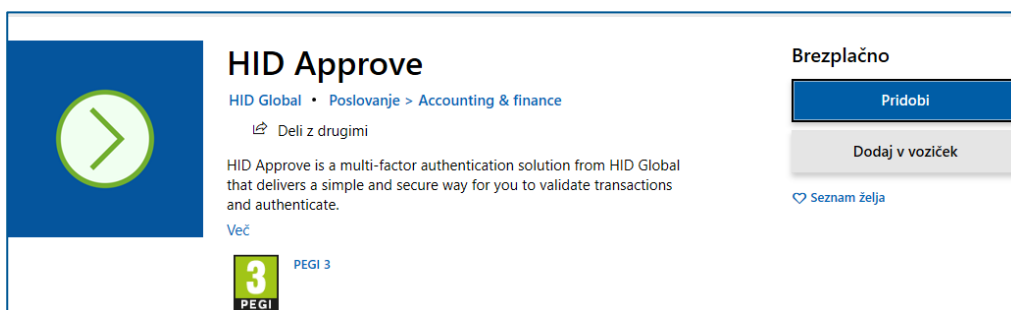 HID Approve
HID Global • Poslovanje > Accounting & finance
Deli z drugimi
HID Approve is a multi-factor authentication solution from HID Global
that delivers a simple and secure way for you to validate transactions
and authenticate.
Več
3
PEGI
PEGI 3
Brezplačno
Pridobi
Dodaj v voziček
Seznam želja